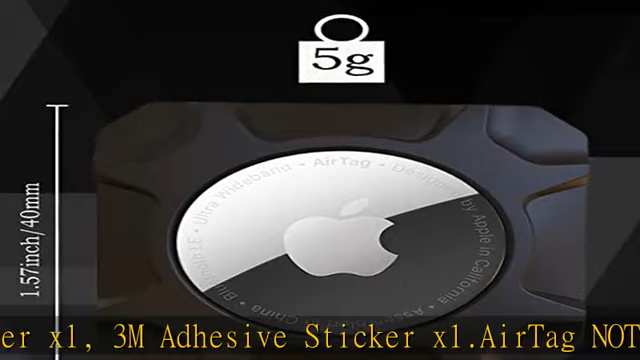 5g
1.57inch/40mm
Ultra Wideband • AirTag • Designed by Apple in California
Assembled in China
LE
er x1, 3M Adhesive Sticker x1.AirTag NOT